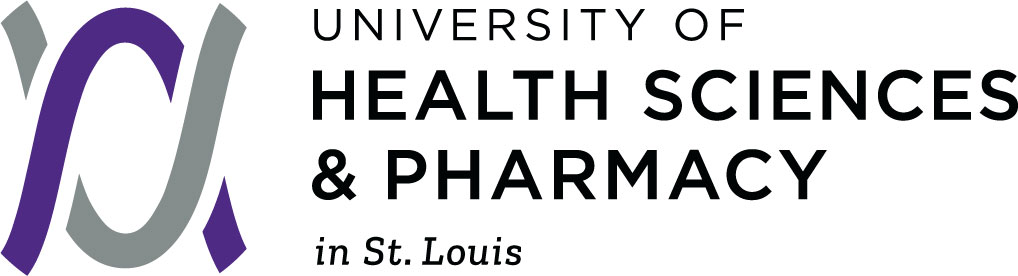 UNIVERSITY OF
HEALTH SCIENCES
& PHARMACY
in St. Louis